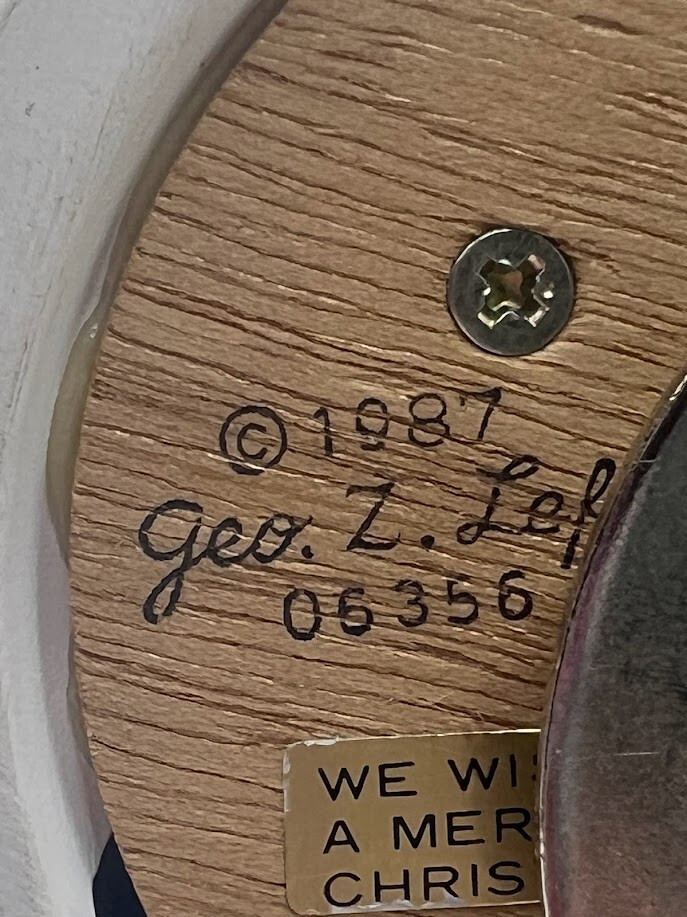 © 1987
Geo. Z. Lef
06356
WE WI
A MER
CHRIS